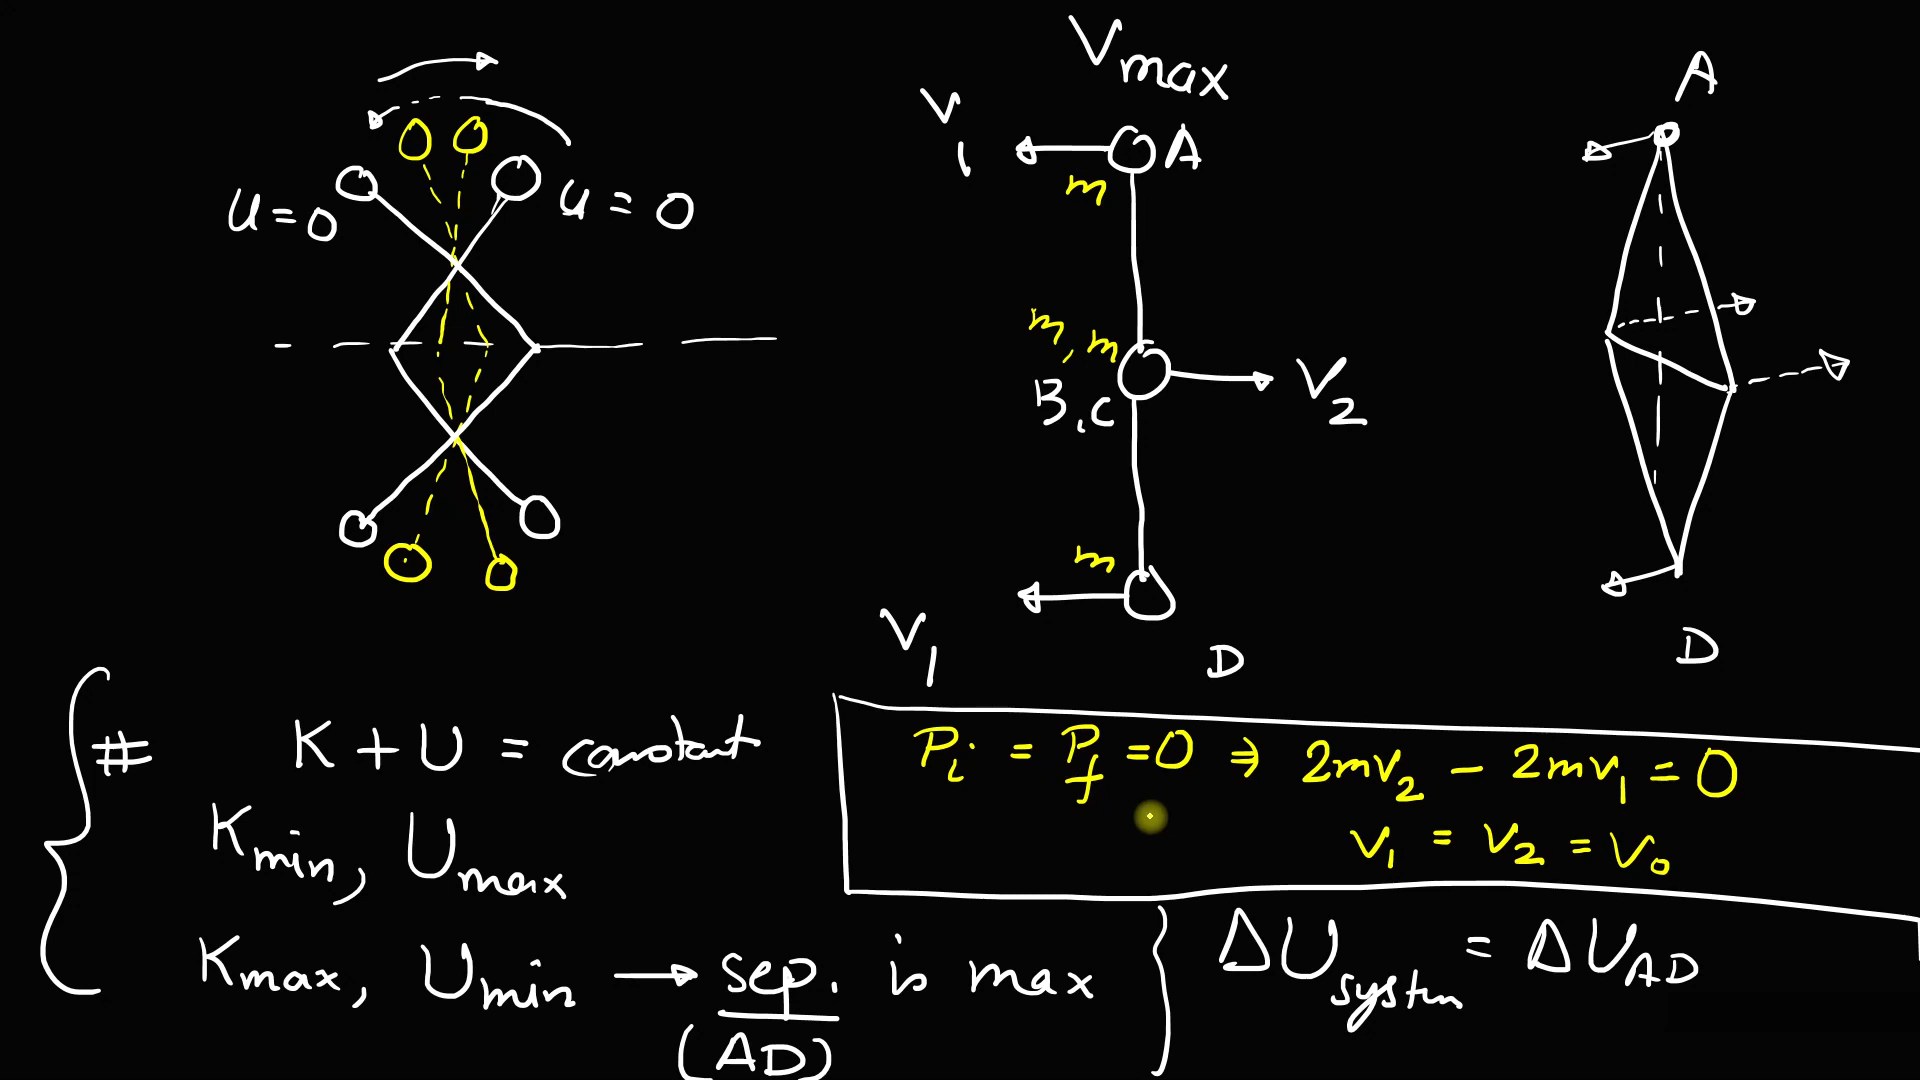 u = 0
u = 0
Vmax
V1
A
m
m, m
B, C
V2
m
V1
D
A
D
# K + U = constant
Kmin, Umax
Kmax, Umin → sep. is max
(AD)
Pi = Pf = 0 ⇒ 2mv2 - 2mv1 = 0
v1 = v2 = v0
ΔUsystem = ΔUAD